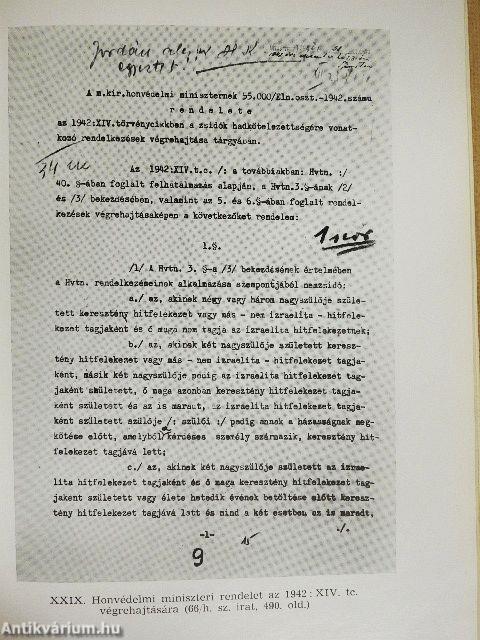 Jordán alez
egyeztet!
A m.kir.honvédelmi miniszternek 55.000/Eln.oszt.-1942.számu
rendelete
az 1942:XIV.törvénycikkben a zsidók hadkötelezettségére vonat-
kozó rendelkezések végrehajtása tárgyában.
34
Az 1942:XIV.t.c. /: a továbbiakban: Hvtn. :/
40. §-ában foglalt felhatalmazás alapján, a Hvtn.3.§-ának /2/
és /3/ bekezdésében, valamint az 5. és 6.§-ában foglalt rendel-
kezések végrehajtásaképen a következőket rendelem:
1.§.
/1/ A Hvtn. 3. §-a /3/ bekezdésének értelmében
a Hvtn. rendelkezéseinek alkalmazása szempontjából nemzsidó:
a./ az, akinek négy vagy három nagyszülője szüle-
tett keresztény hitfelekezet vagy más - nem izraelita - hitfele-
kezet tagjaként és ő maga nem tagja az izraelita hitfelekezetnek;
b./ az, akinek két nagyszülője született keresz-
tény hitfelekezet vagy más - nem izraelita - hitfelekezet tagja-
ként, másik két nagyszülője pedig az izraelita hitfelekezet tag-
jaként született, ő maga azonban keresztény hitfelekezet tagja-
ként született és az is maradt, az izraelita hitfelekezet tagja-
ként született szülője /: szülői :/ pedig annak a házasságnak meg-
kötése előtt, amelyből kérdéses személy származik, keresztény hit-
felekezet tagjává lett;
c./ az, akinek két nagyszülője született az izrae-
lita hitfelekezet tagjaként és ő maga keresztény hitfelekezet tag-
jaként született vagy élete hetedik évének betöltése előtt keresz-
tény hitfelekezet tagjává lett és mind a két esetben az is maradt,
./.
-1-
9
15
XXIX. Honvédelmi miniszteri rendelet az 1942: XIV. tc.
végrehajtására (66/h. sz. irat, 490. old.)
Antikvárium.hu